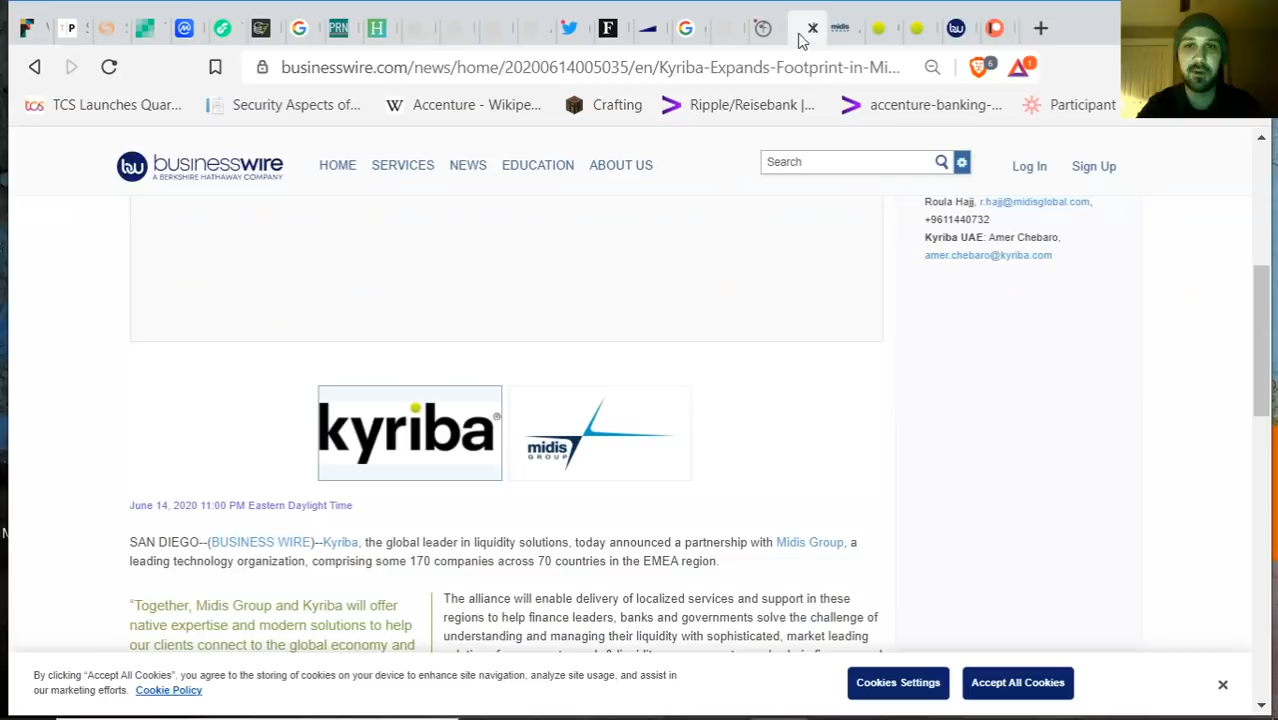 TP
PRN
H
F
midis
bu
businesswire.com/news/home/20200614005035/en/Kyriba-Expands-Footprint-in-Mi...
6
1
tcs TCS Launches Quar...
Security Aspects of...
W Accenture - Wikipe...
Crafting
Ripple/Reisebank |...
accenture-banking-...
Participant
bw businesswire
A BERKSHIRE HATHAWAY COMPANY
HOME SERVICES NEWS EDUCATION ABOUT US
Search
Log In Sign Up
Roula Hajj, r.hajj@midisglobal.com,
+9611440732
Kyriba UAE: Amer Chebaro,
amer.chebaro@kyriba.com
kyriba®
midis
GROUP
June 14, 2020 11:00 PM Eastern Daylight Time
SAN DIEGO--(BUSINESS WIRE)--Kyriba, the global leader in liquidity solutions, today announced a partnership with Midis Group, a
leading technology organization, comprising some 170 companies across 70 countries in the EMEA region.
“Together, Midis Group and Kyriba will offer
native expertise and modern solutions to help
our clients connect to the global economy and
The alliance will enable delivery of localized services and support in these
regions to help finance leaders, banks and governments solve the challenge of
understanding and managing their liquidity with sophisticated, market leading
By clicking “Accept All Cookies”, you agree to the storing of cookies on your device to enhance site navigation, analyze site usage, and assist in
our marketing efforts. Cookie Policy
Cookies Settings
Accept All Cookies